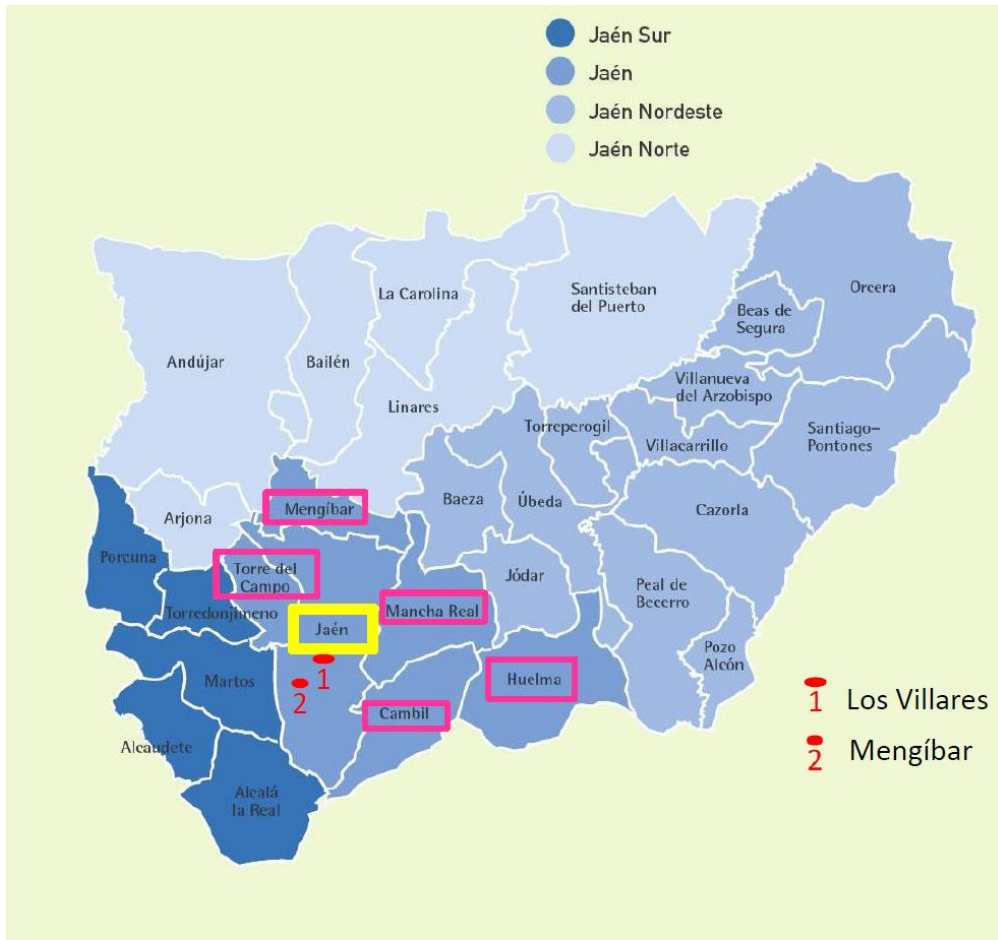 Jaén Sur
Jaén
Jaén Nordeste
Jaén Norte
La Carolina
Santisteban
del Puerto
Orcera
Beas de
Segura
Andújar
Bailén
Linares
Villanueva
del Arzobispo
Torreperogil
Villacarrillo
Santiago–
Pontones
Mengíbar
Baeza
Úbeda
Cazorla
Arjona
Porcuna
Torre del
Campo
Jódar
Peal de
Becerro
Torredonjimeno
Mancha Real
Jaén
Pozo
Alcón
Martos
1
2
Huelma
Cambil
Alcaudete
Alcalá
la Real
1 Los Villares
2 Mengíbar